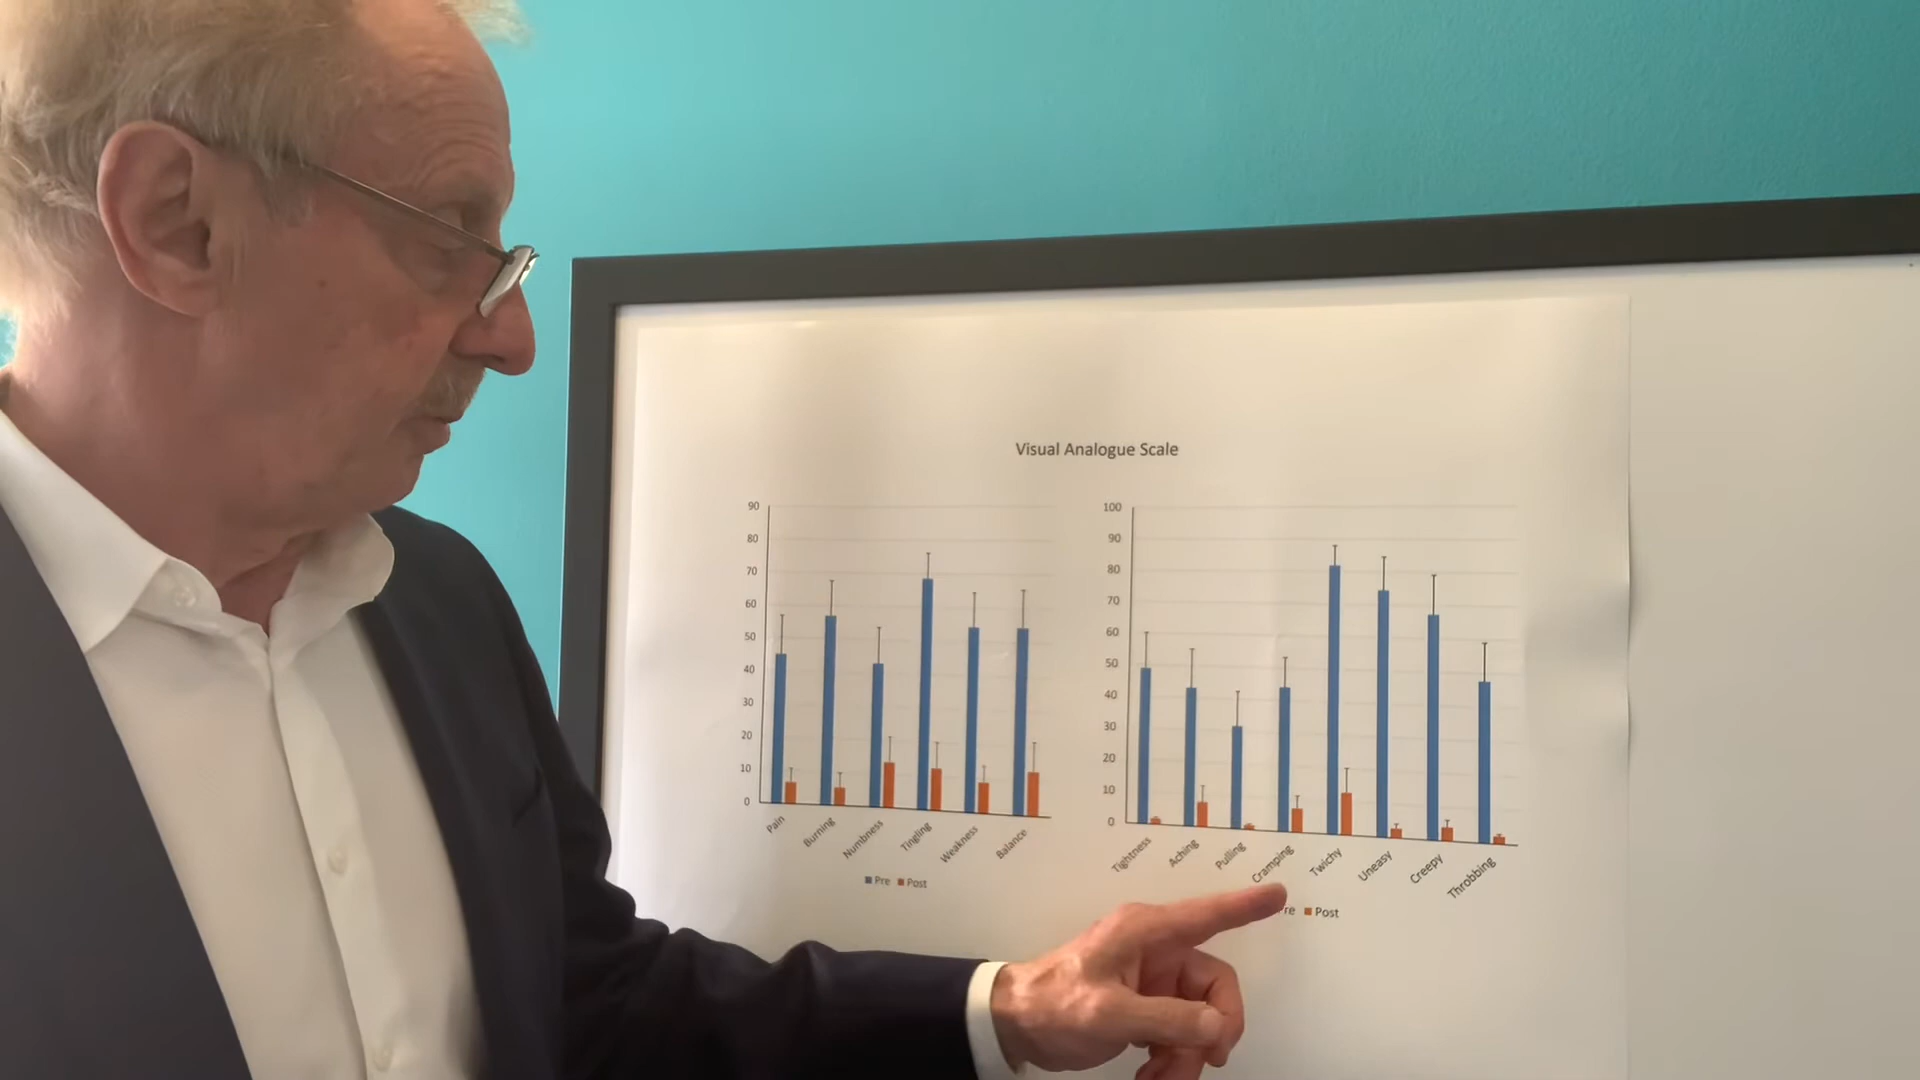 Visual Analogue Scale
90
80
70
60
50
40
30
20
10
0
Pain
Burning
Numbness
Tingling
Weakness
Balance
Pre Post
100
90
80
70
60
50
40
30
20
10
0
Tightness
Aching
Pulling
Cramping
Twichy
Uneasy
Creepy
Throbbing
Pre Post